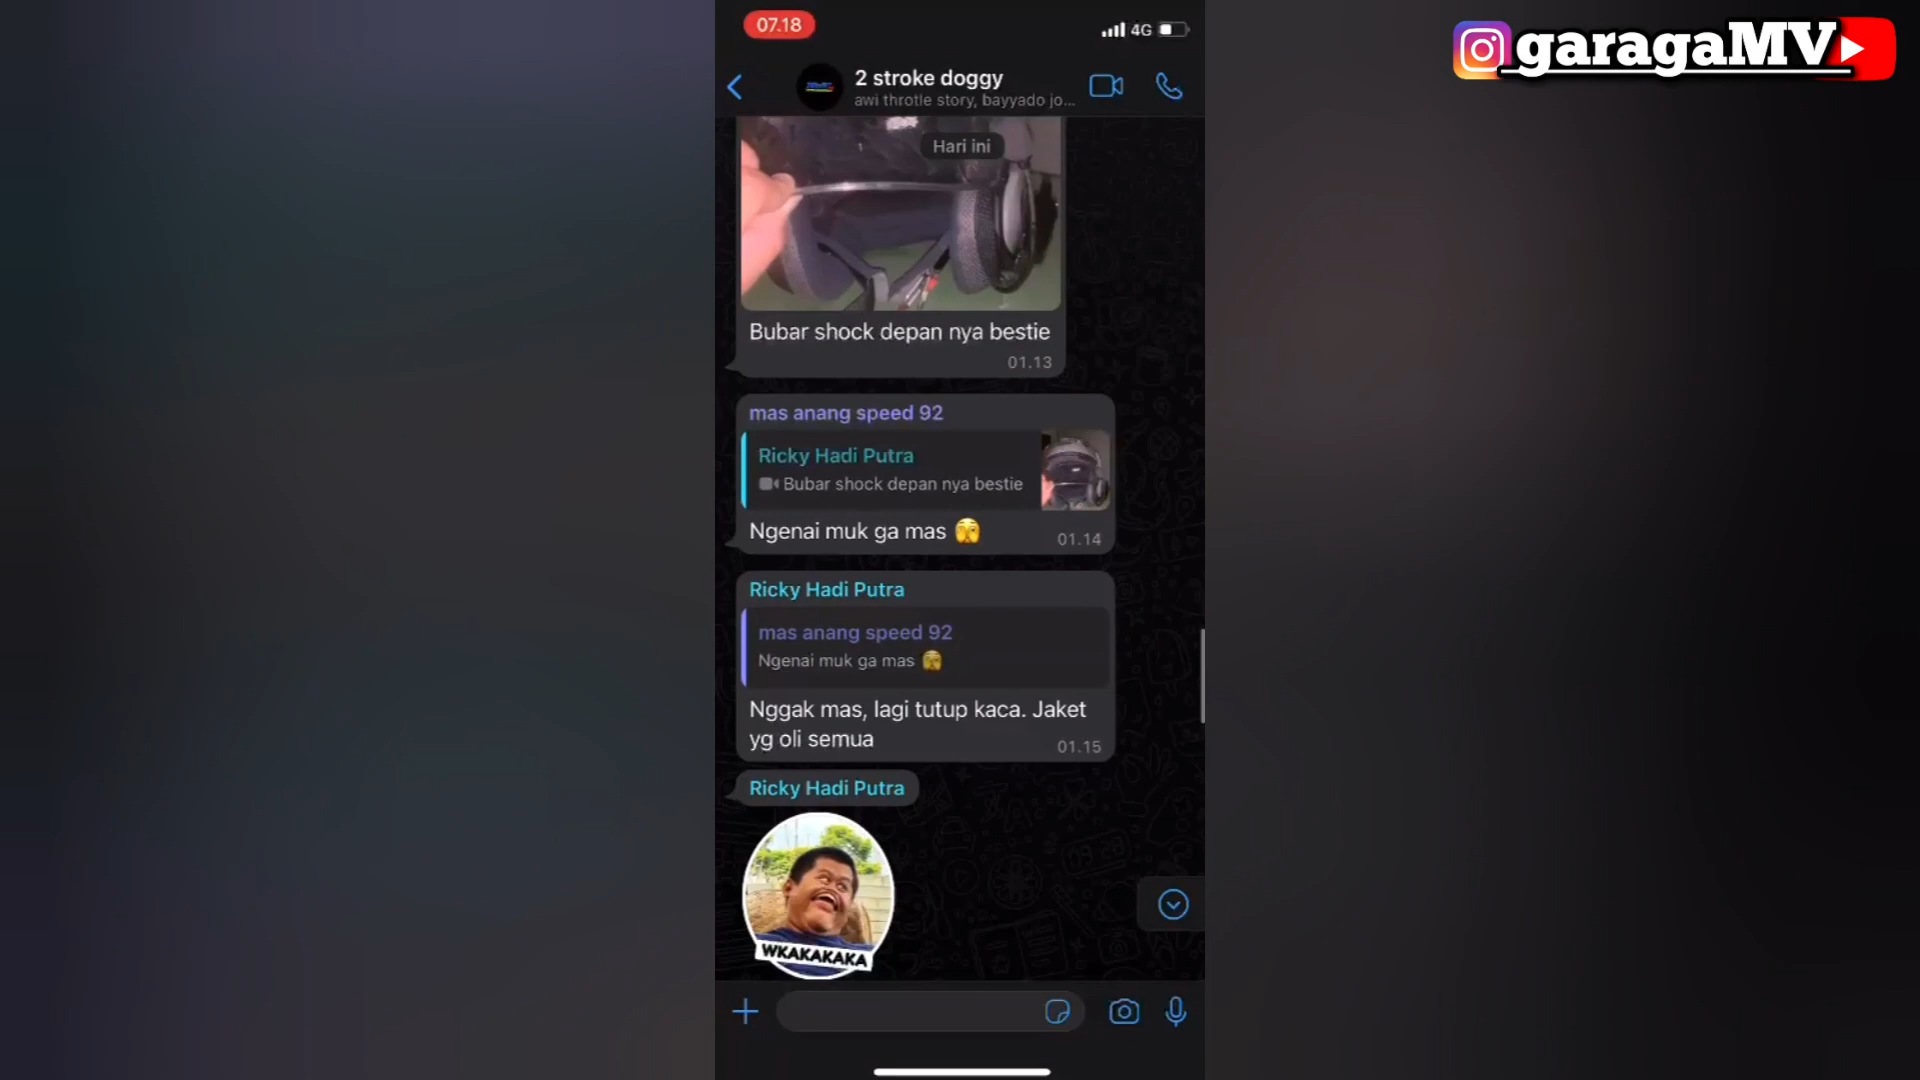 07.18
4G
garagaMV
2 stroke doggy
awi throtle story, bayyado jo...
Hari ini
Bubar shock depan nya bestie
01.13
mas anang speed 92
Ricky Hadi Putra
Bubar shock depan nya bestie
Ngenai muk ga mas 🫣
01.14
Ricky Hadi Putra
mas anang speed 92
Ngenai muk ga mas 🫣
Nggak mas, lagi tutup kaca. Jaket
yg oli semua
01.15
Ricky Hadi Putra
WKAKAKAKA